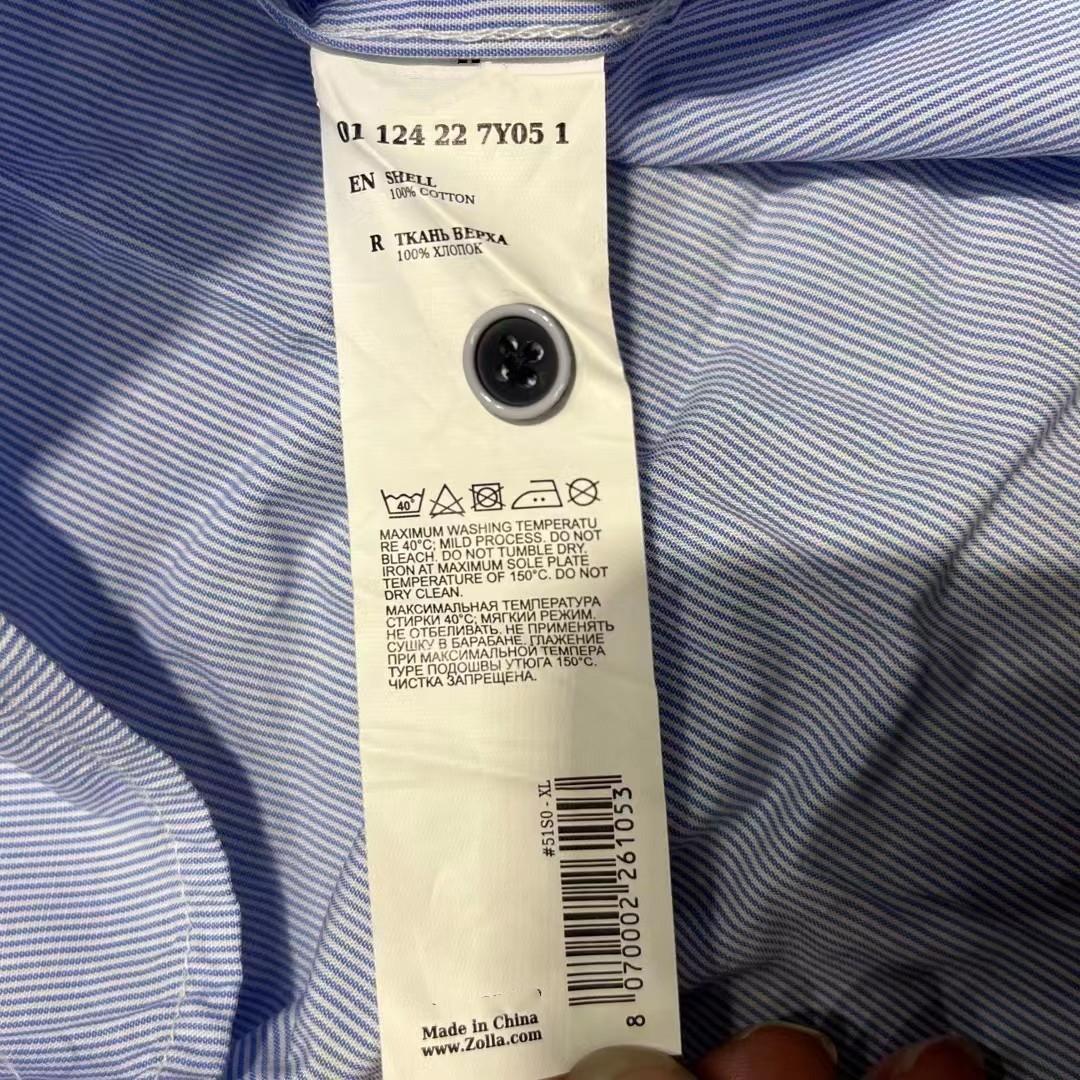 01 124 22 7Y05 1
EN SHELL
100% COTTON
R ТКАНЬ ВЕРХА
100% ХЛОПОК
40
MAXIMUM WASHING TEMPERATU
RE 40°C; MILD PROCESS. DO NOT
BLEACH. DO NOT TUMBLE DRY.
IRON AT MAXIMUM SOLE PLATE
TEMPERATURE OF 150°C. DO NOT
DRY CLEAN.
МАКСИМАЛЬНАЯ ТЕМПЕРАТУРА
СТИРКИ 40°C; МЯГКИЙ РЕЖИМ.
НЕ ОТБЕЛИВАТЬ. НЕ ПРИМЕНЯТЬ
СУШКУ В БАРАБАНЕ. ГЛАЖЕНИЕ
ПРИ МАКСИМАЛЬНОЙ ТЕМПЕРА
ТУРЕ ПОДОШВЫ УТЮГА 150°C.
ЧИСТКА ЗАПРЕЩЕНА.
#51S0 - XL
8 070002 261053
Made in China
www.Zolla.com